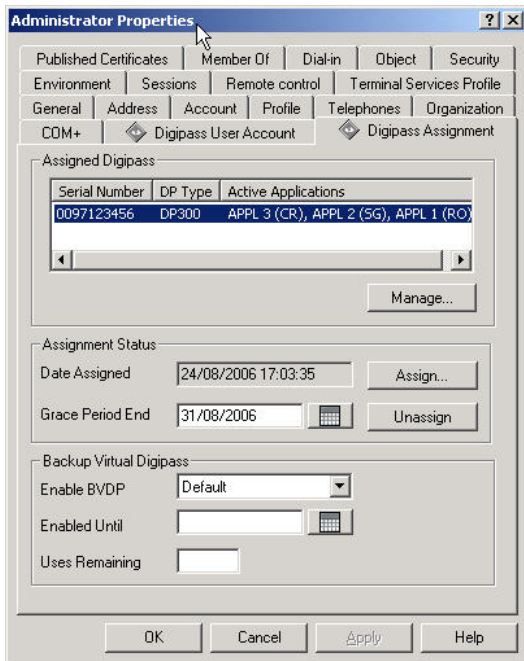 Administrator Properties
Published Certificates Member Of Dial-in Object Security
Environment Sessions Remote control Terminal Services Profile
General Address Account Profile Telephones Organization
COM+ Digipass User Account Digipass Assignment
Assigned Digipass
Serial Number DP Type Active Applications
0097123456 DP300 APPL 3 (CR), APPL 2 (SG), APPL 1 (RO)
Manage...
Assignment Status
Date Assigned 24/08/2006 17:03:35 Assign...
Grace Period End 31/08/2006 Unassign
Backup Virtual Digipass
Enable BVDP Default
Enabled Until
Uses Remaining
OK Cancel Apply Help